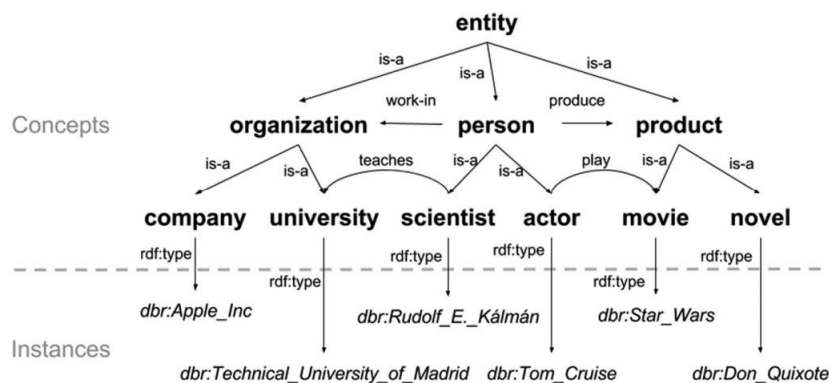 entity
is-a is-a is-a
work-in produce
Concepts organization person product
is-a is-a teaches is-a is-a play is-a is-a
company university scientist actor movie novel
rdf:type rdf:type rdf:type rdf:type
rdf:type rdf:type
dbr:Apple_Inc dbr:Rudolf_E._Kálmán dbr:Star_Wars
Instances
dbr:Technical_University_of_Madrid dbr:Tom_Cruise dbr:Don_Quixote